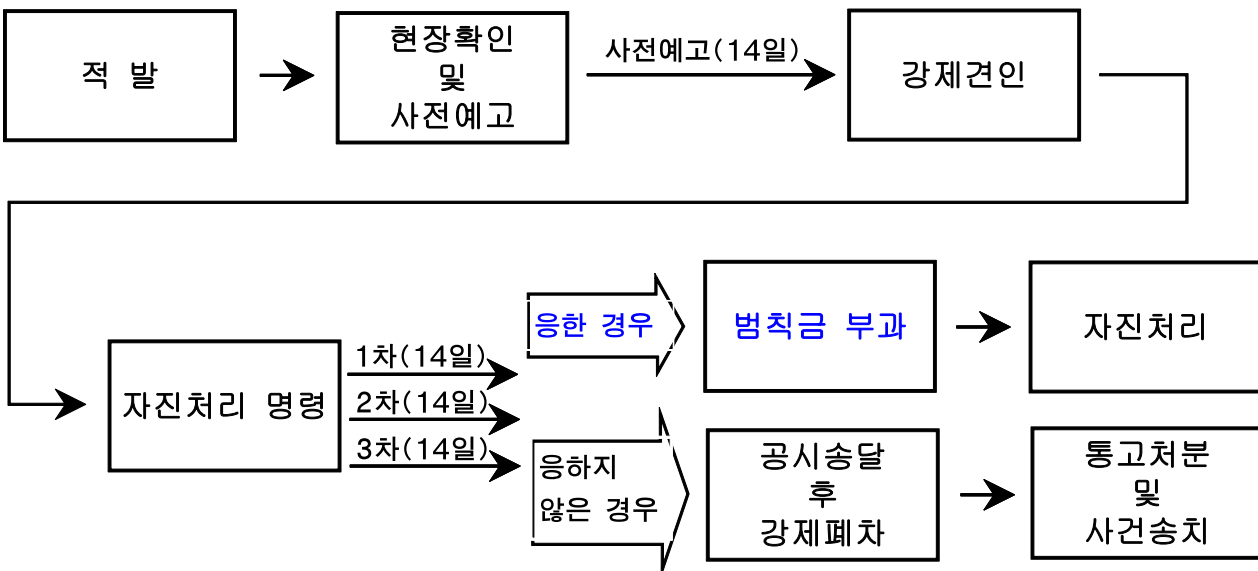 적 발
현장확인
및
사전예고
사전예고(14일)
강제견인
자진처리 명령
1차(14일)
2차(14일)
3차(14일)
응한 경우
범칙금 부과
자진처리
응하지
않은 경우
공시송달
후
강제폐차
통고처분
및
사건송치